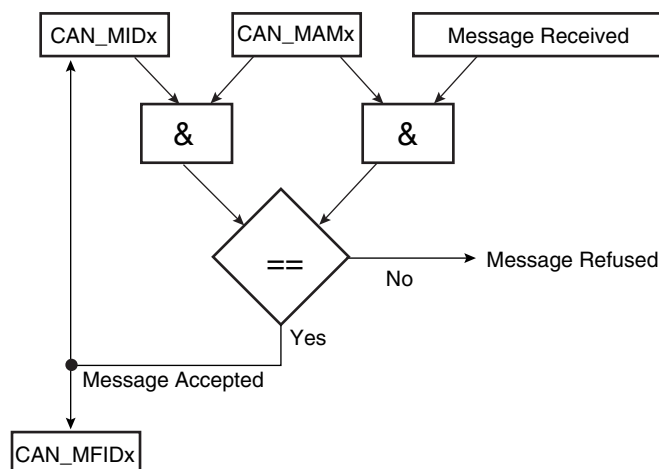 CAN_MIDx
CAN_MAMx
Message Received
&
&
==
No
Message Refused
Yes
Message Accepted
CAN_MFIDx